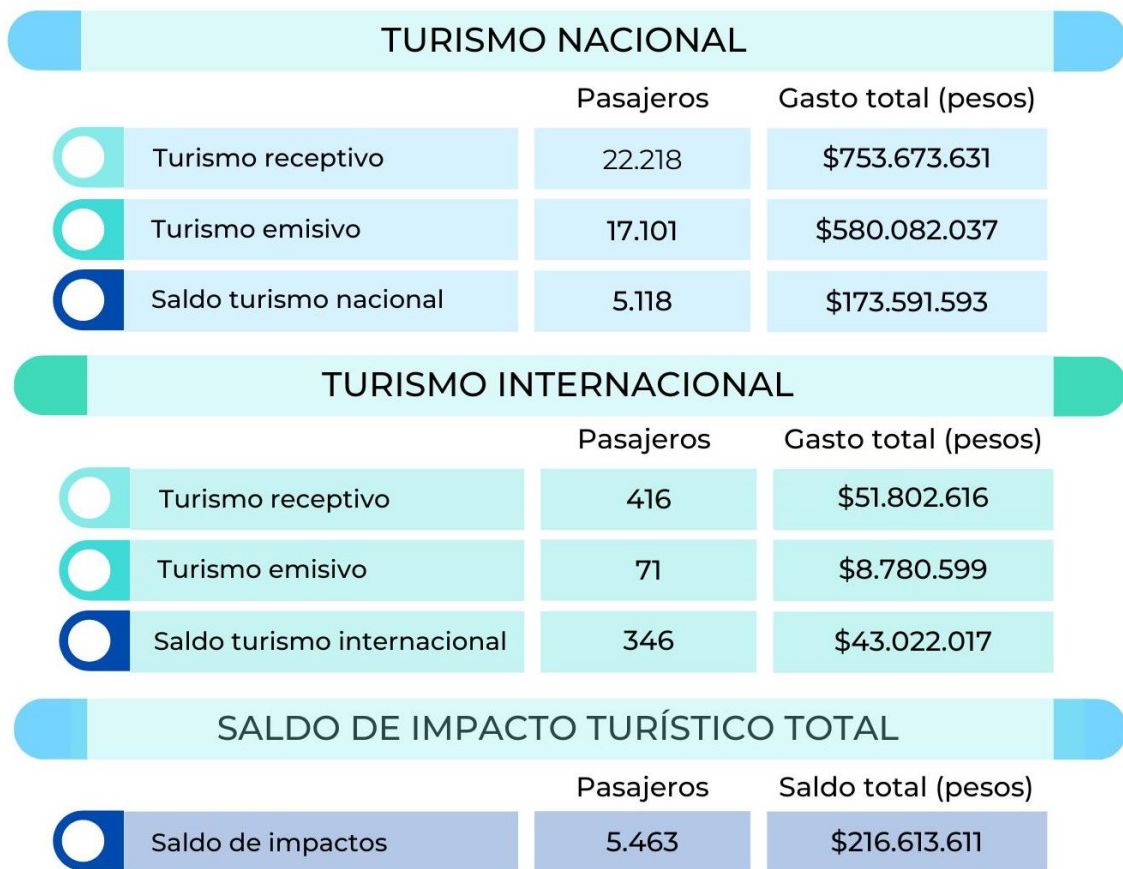 TURISMO NACIONAL
Pasajeros Gasto total (pesos)
Turismo receptivo 22.218 $753.673.631
Turismo emisivo 17.101 $580.082.037
Saldo turismo nacional 5.118 $173.591.593
TURISMO INTERNACIONAL
Pasajeros Gasto total (pesos)
Turismo receptivo 416 $51.802.616
Turismo emisivo 71 $8.780.599
Saldo turismo internacional 346 $43.022.017
SALDO DE IMPACTO TURÍSTICO TOTAL
Pasajeros Saldo total (pesos)
Saldo de impactos 5.463 $216.613.611